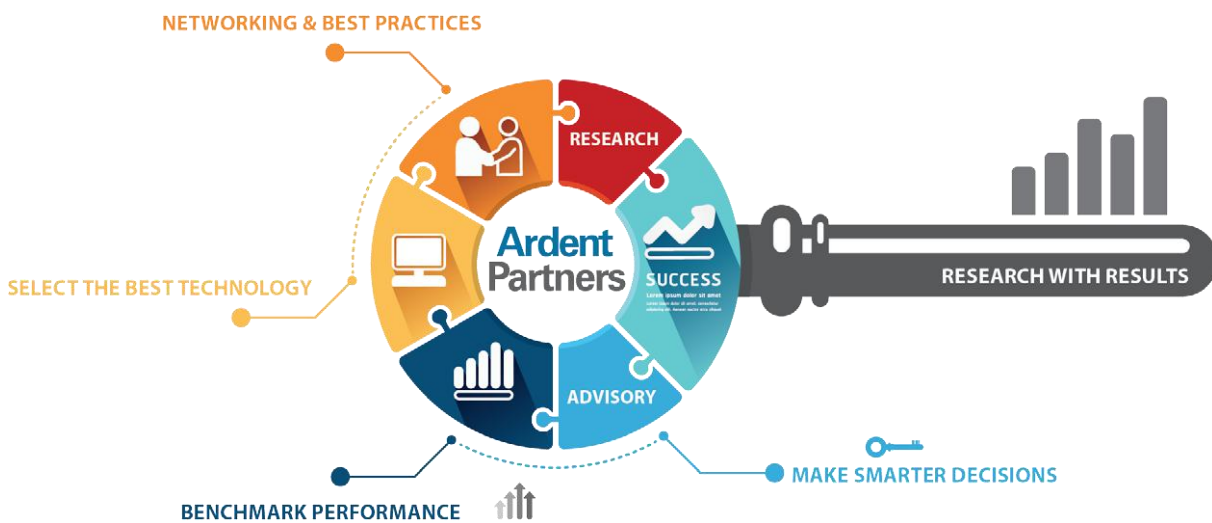 NETWORKING & BEST PRACTICES
RESEARCH
Ardent
Partners
SUCCESS
Lorem ipsum dolor sit amet
RESEARCH WITH RESULTS
SELECT THE BEST TECHNOLOGY
ADVISORY
MAKE SMARTER DECISIONS
BENCHMARK PERFORMANCE